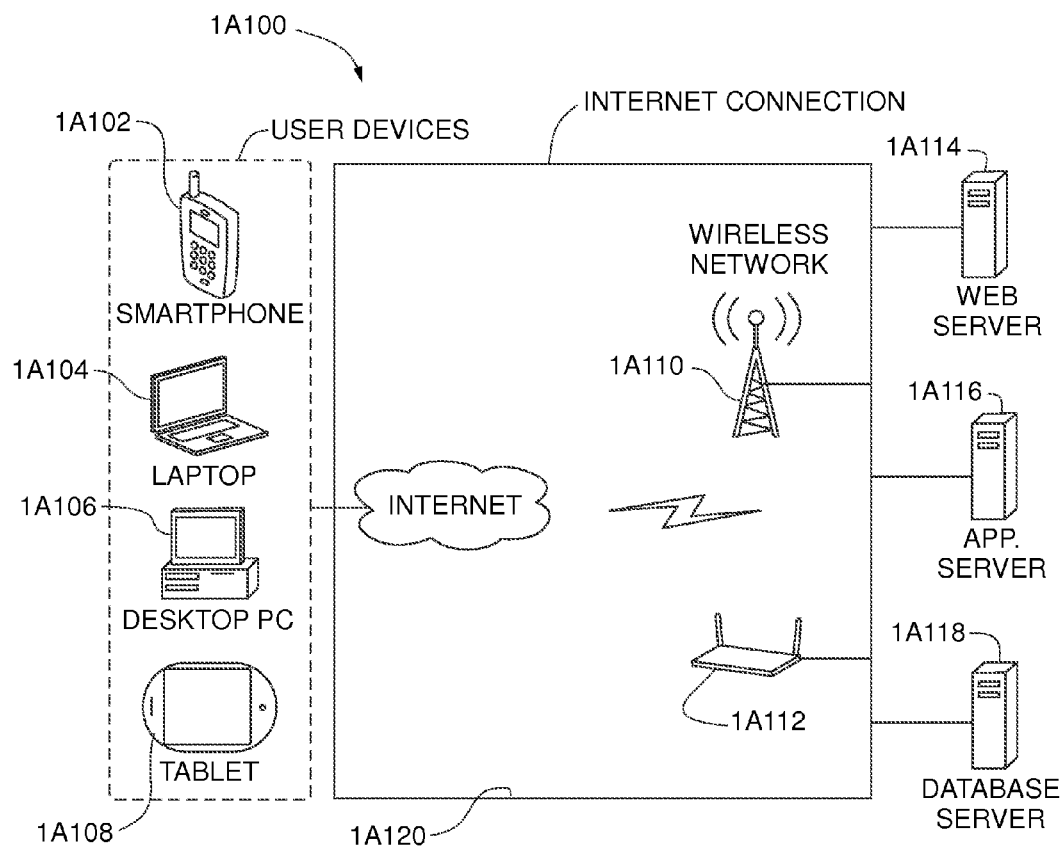 1A100
INTERNET CONNECTION
1A102
USER DEVICES
1A114
WIRELESS
NETWORK
WEB
SERVER
SMARTPHONE
1A104
1A110
1A116
LAPTOP
INTERNET
1A106
APP.
SERVER
DESKTOP PC
1A118
1A112
TABLET
DATABASE
SERVER
1A108
1A120